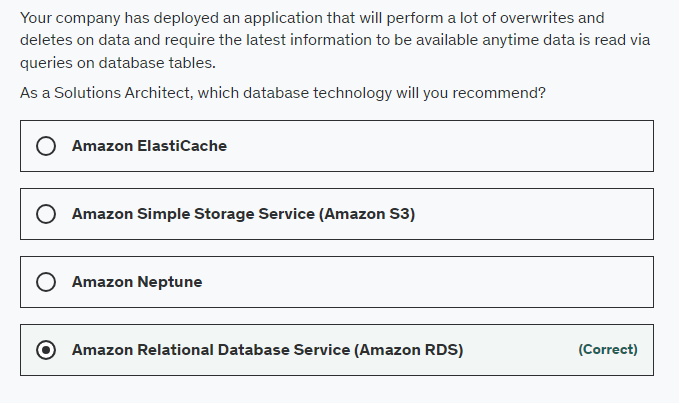 Your company has deployed an application that will perform a lot of overwrites and
deletes on data and require the latest information to be available anytime data is read via
queries on database tables.
As a Solutions Architect, which database technology will you recommend?
Amazon ElastiCache
Amazon Simple Storage Service (Amazon S3)
Amazon Neptune
Amazon Relational Database Service (Amazon RDS) (Correct)